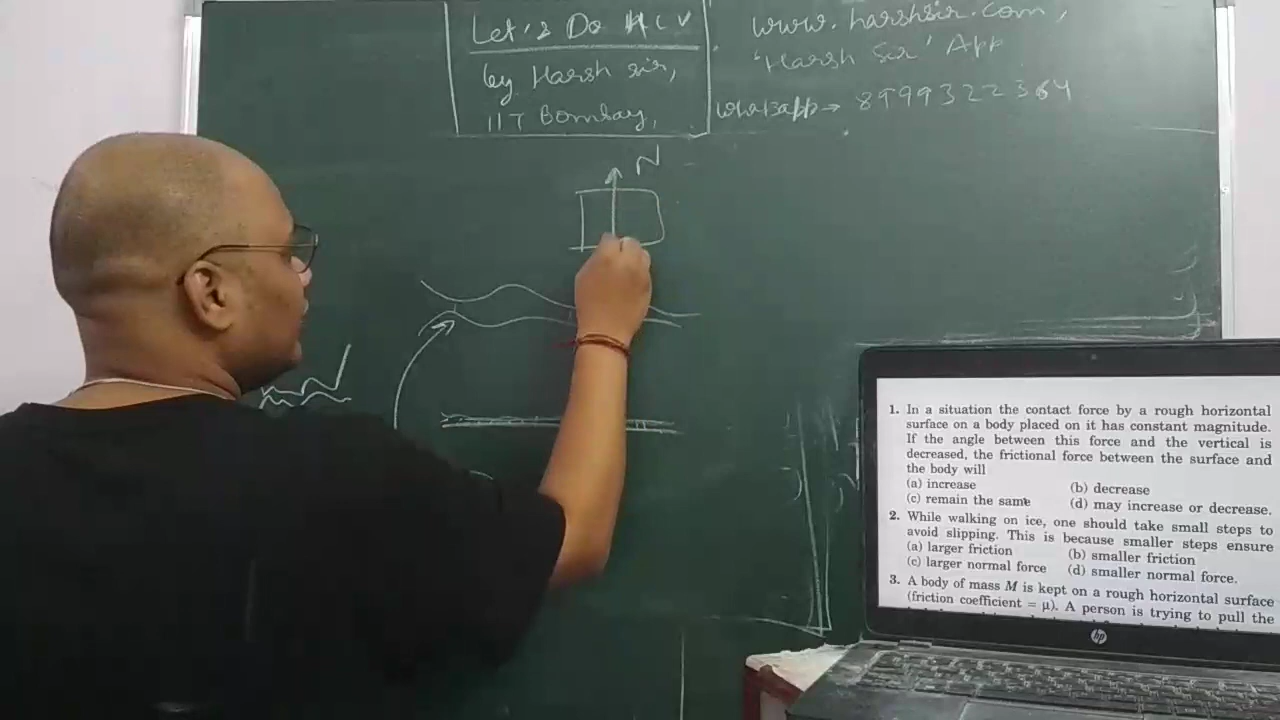 Let's Do HCV
by Harsh sir,
IIT Bombay,
www.harshsir.com,
'Harsh Sir' App
Whatsapp → 8999322364
N
1. In a situation the contact force by a rough horizontal
surface on a body placed on it has constant magnitude.
If the angle between this force and the vertical is
decreased, the frictional force between the surface and
the body will
(a) increase (b) decrease
(c) remain the same (d) may increase or decrease.
2. While walking on ice, one should take small steps to
avoid slipping. This is because smaller steps ensure
(a) larger friction (b) smaller friction
(c) larger normal force (d) smaller normal force.
3. A body of mass M is kept on a rough horizontal surface
(friction coefficient = μ). A person is trying to pull the
hp